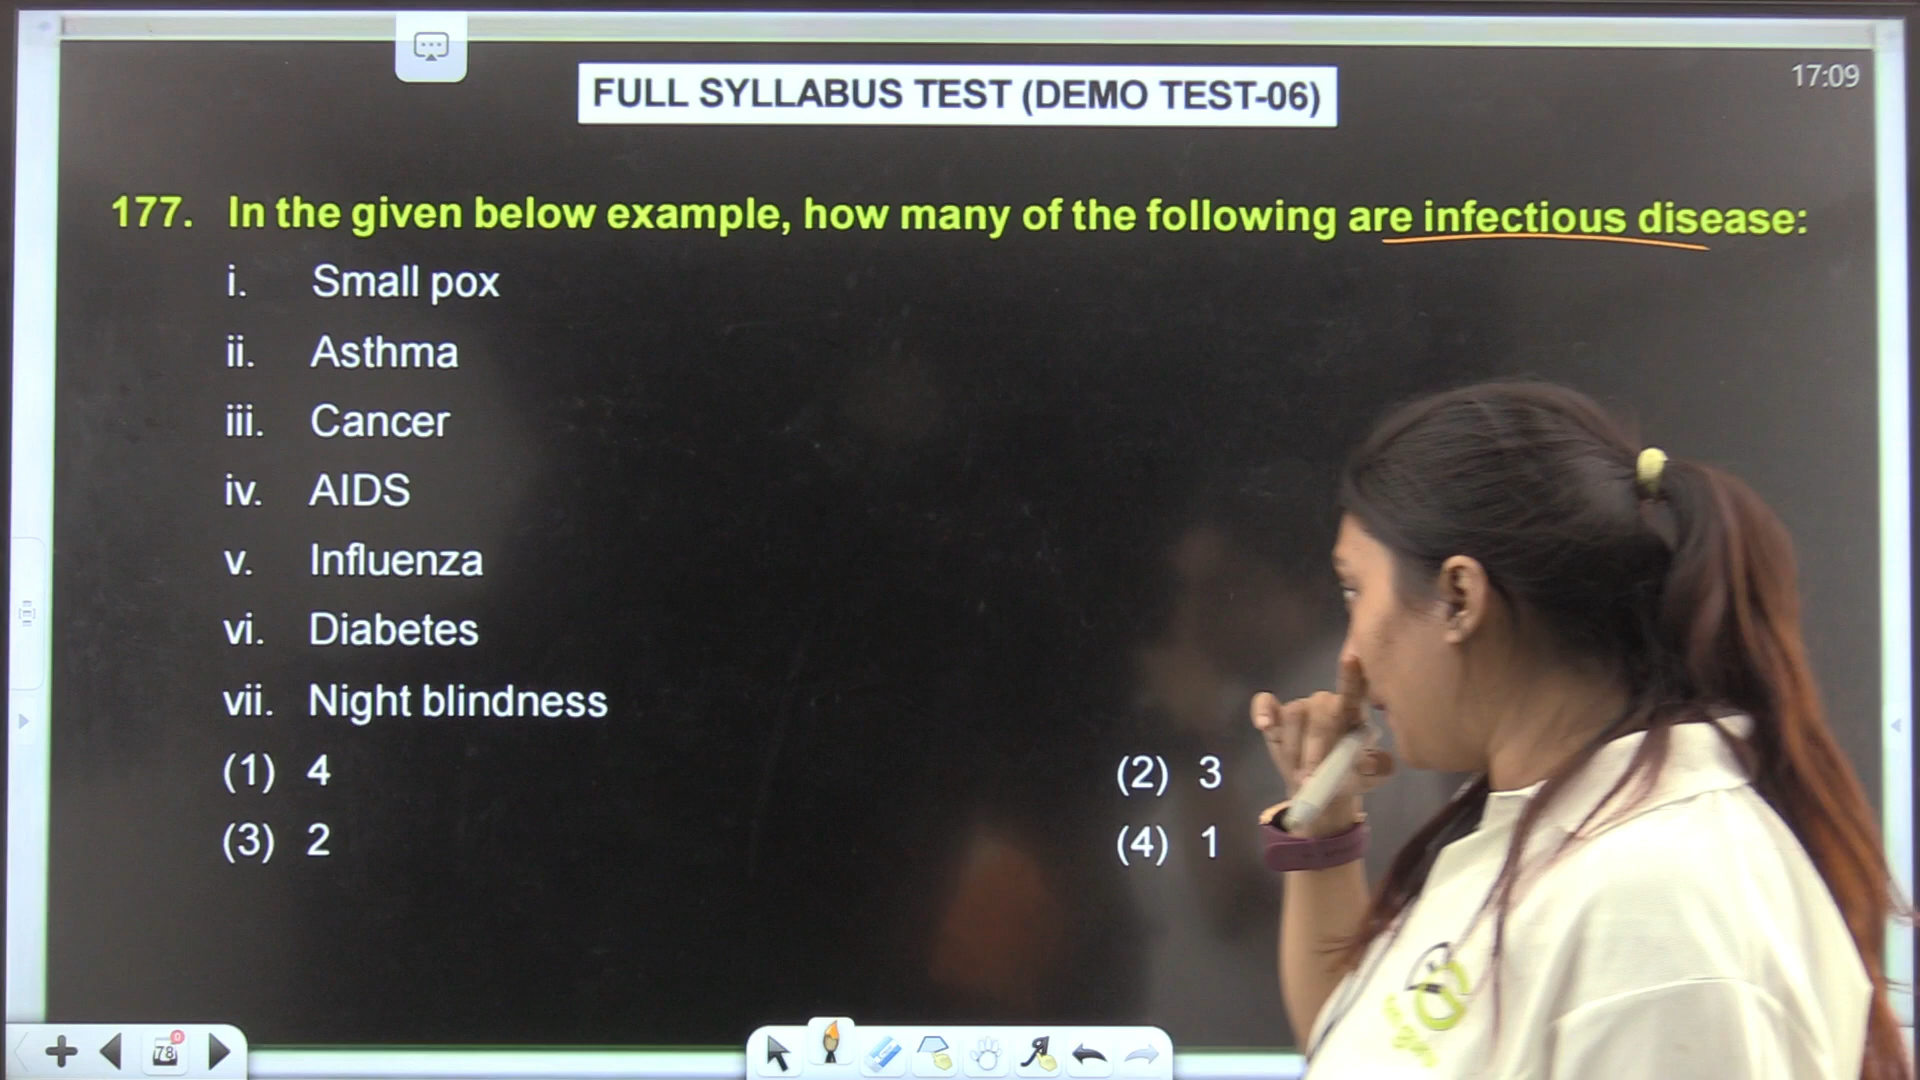 17:09
FULL SYLLABUS TEST (DEMO TEST-06)
177. In the given below example, how many of the following are infectious disease:
i. Small pox
ii. Asthma
iii. Cancer
iv. AIDS
v. Influenza
vi. Diabetes
vii. Night blindness
(1) 4 (2) 3
(3) 2 (4) 1
78
0